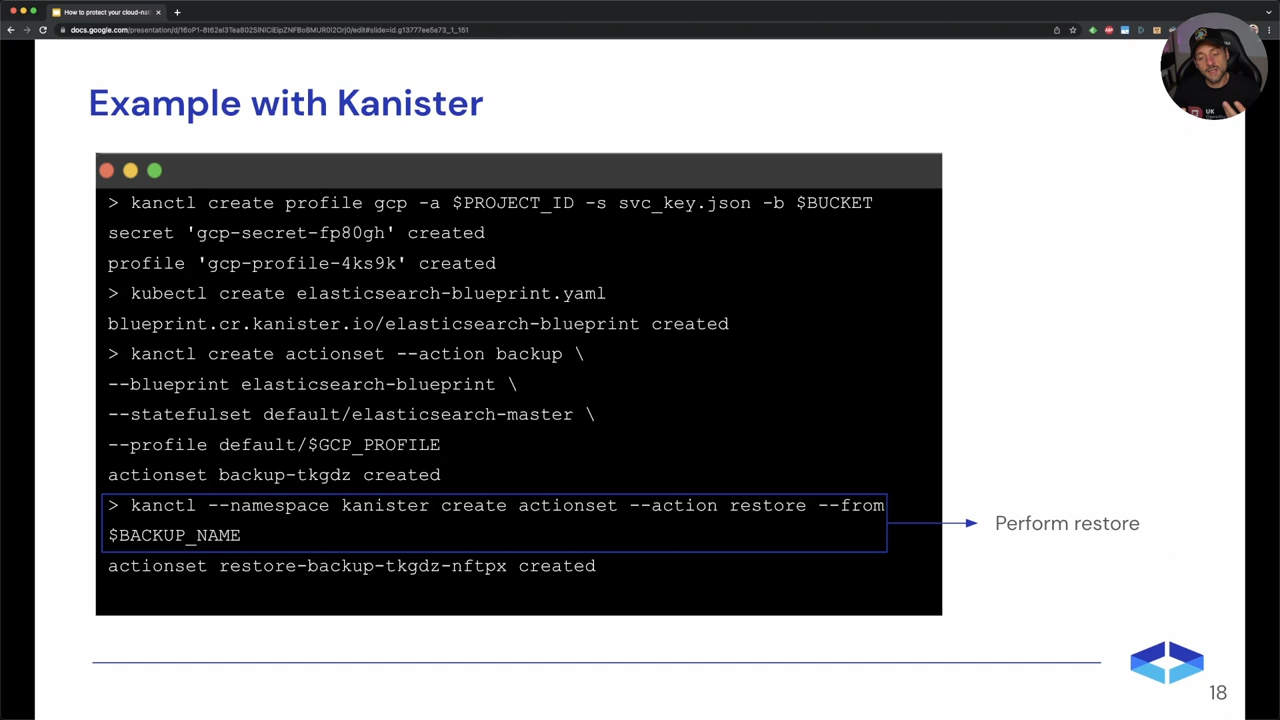 How to protect your cloud-na
docs.google.com/presentation/d/16oP1-8t62el3Tea802SINlCiEipZNFBoBMUR0I2Orj0/edit#slide=id.g13777ee5e73_1_151
Example with Kanister
> kanctl create profile gcp -a $PROJECT_ID -s svc_key.json -b $BUCKET
secret 'gcp-secret-fp80gh' created
profile 'gcp-profile-4ks9k' created
> kubectl create elasticsearch-blueprint.yaml
blueprint.cr.kanister.io/elasticsearch-blueprint created
> kanctl create actionset --action backup \
--blueprint elasticsearch-blueprint \
--statefulset default/elasticsearch-master \
--profile default/$GCP_PROFILE
actionset backup-tkgdz created
> kanctl --namespace kanister create actionset --action restore --from
$BACKUP_NAME
Perform restore
actionset restore-backup-tkgdz-nftpx created
UK
18